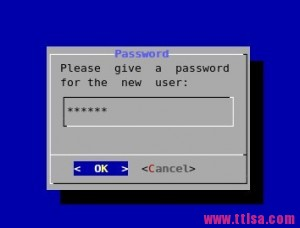 Password
Please give a password
for the new user:
******
< OK > <Cancel>
www.ttlsa.com